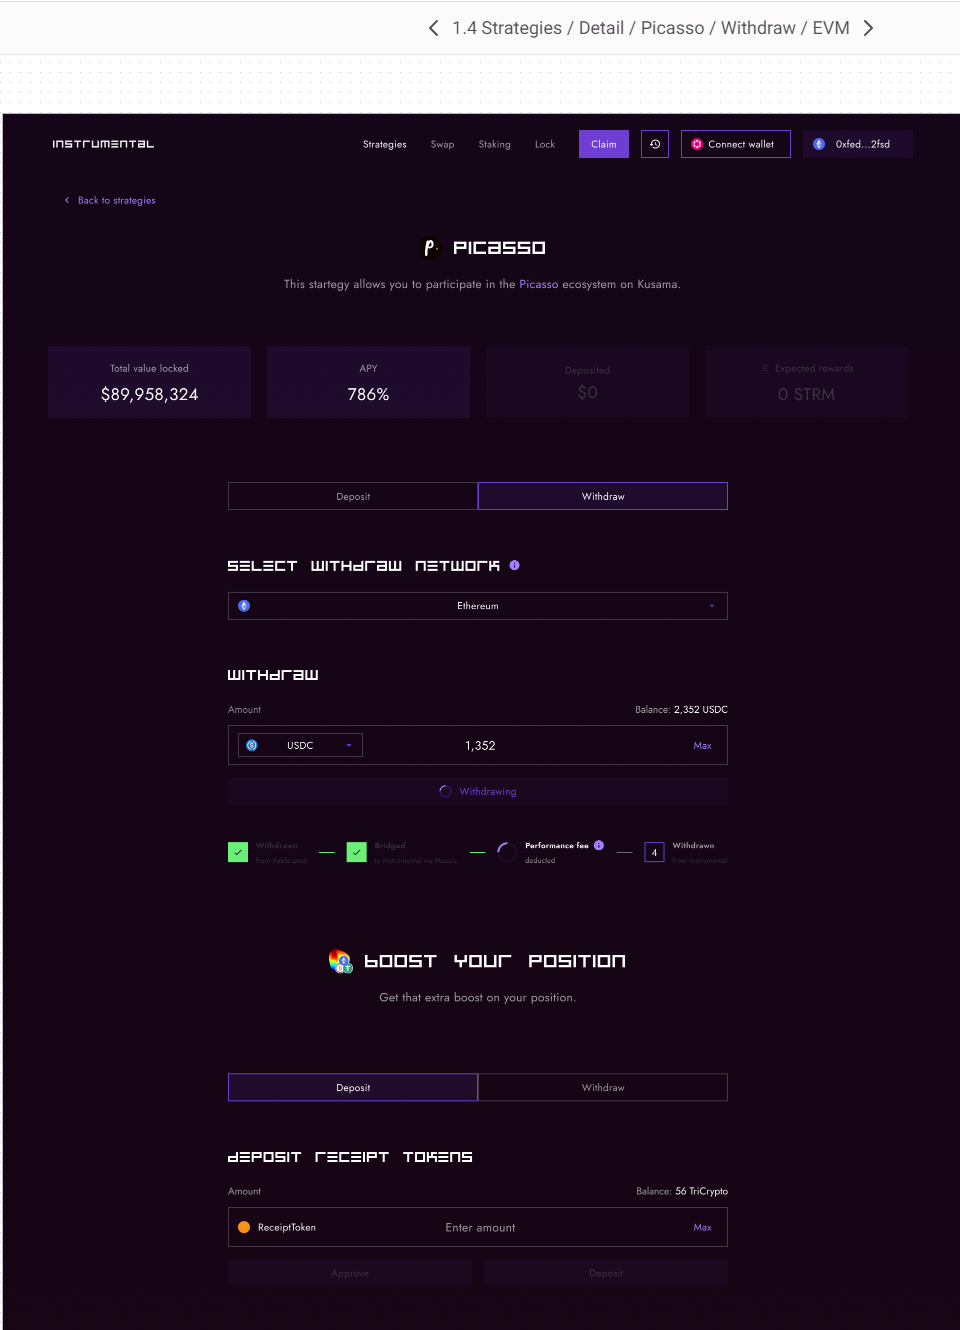 1.4 Strategies / Detail / Picasso / Withdraw / EVM
INSTRUMENTAL
Strategies
Swap
Staking
Lock
Claim
Connect wallet
0xfed...2fsd
Back to strategies
PICASSO
This startegy allows you to participate in the Picasso ecosystem on Kusama.
Total value locked
$89,958,324
APY
786%
Deposited
$0
Expected rewards
0 STRM
Deposit
Withdraw
SELECT WITHDRAW NETWORK
Ethereum
WITHDRAW
Amount
Balance: 2,352 USDC
USDC
1,352
Max
Withdrawing
Withdrawn
from Pablo pool
Bridged
to Instrumental via Mosaic
Performance fee
deducted
4
Withdrawn
from Instrumental
BOOST YOUR POSITION
Get that extra boost on your position.
Deposit
Withdraw
DEPOSIT RECEIPT TOKENS
Amount
Balance: 56 TriCrypto
ReceiptToken
Enter amount
Max
Approve
Deposit